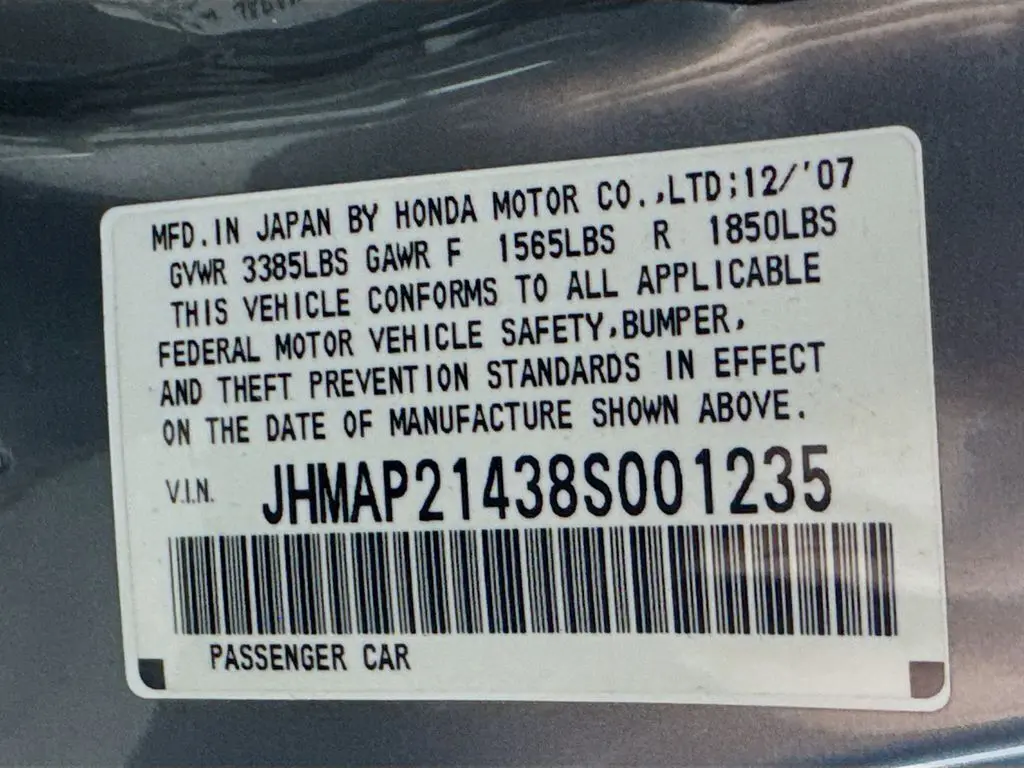 MFD.IN JAPAN BY HONDA MOTOR CO.,LTD;12/'07
GVWR 3385LBS GAWR F 1565LBS R 1850LBS
THIS VEHICLE CONFORMS TO ALL APPLICABLE
FEDERAL MOTOR VEHICLE SAFETY,BUMPER,
AND THEFT PREVENTION STANDARDS IN EFFECT
ON THE DATE OF MANUFACTURE SHOWN ABOVE.
V.I.N. JHMAP21438S001235
PASSENGER CAR